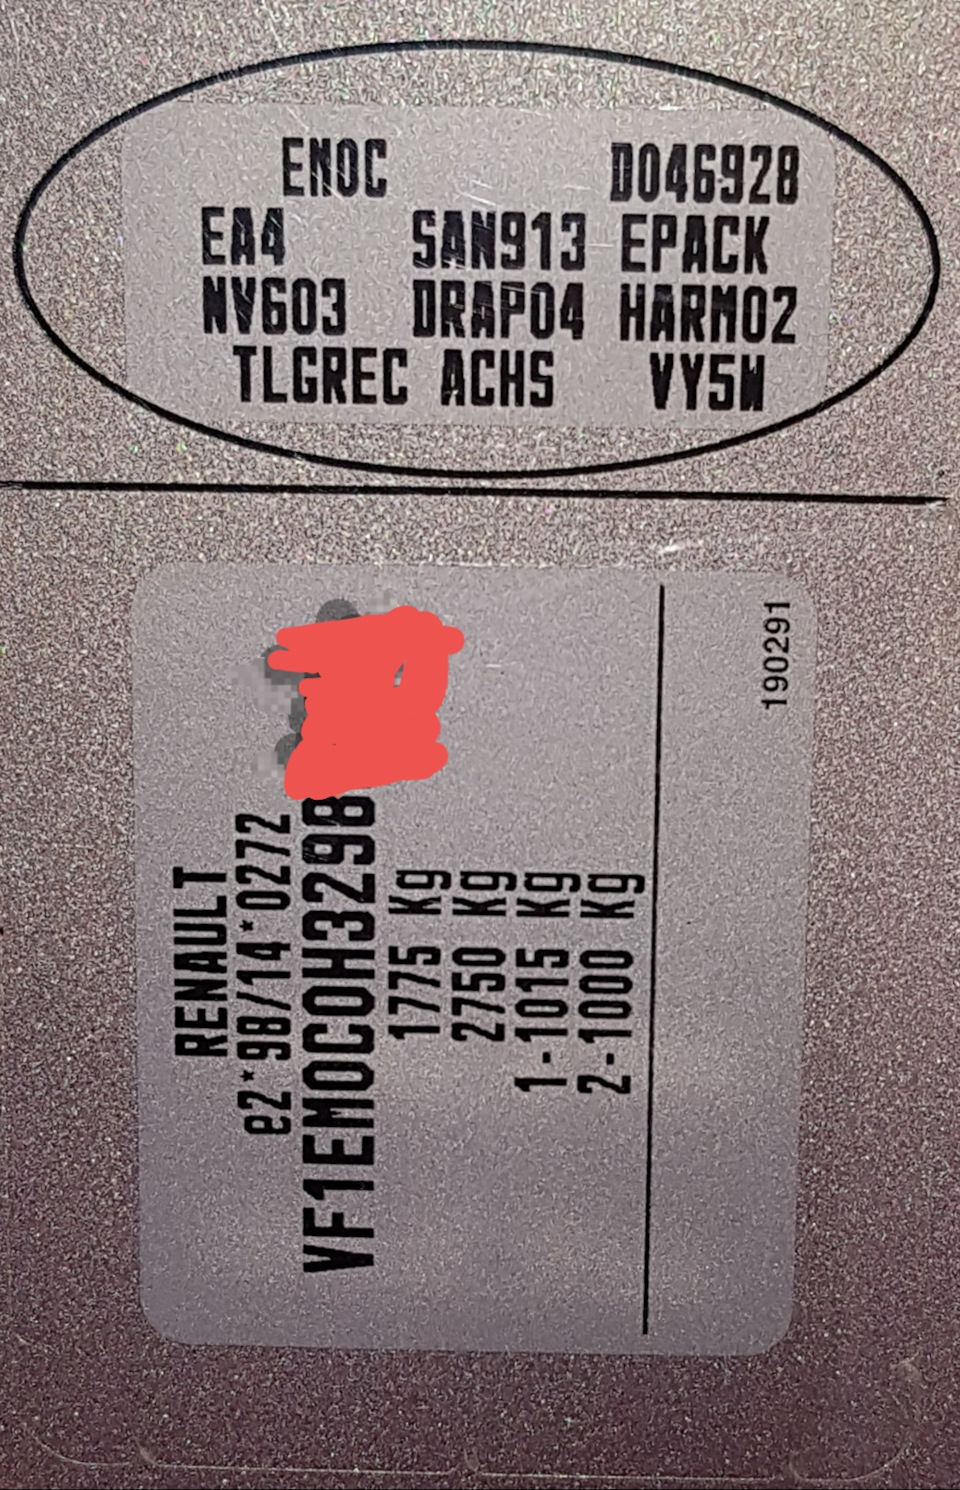 ENOC D046928
EA4 SAN913 EPACK
NV603 DRAP04 HARM02
TLGREC ACHS VY5W
RENAULT
e2*98/14*0272
VF1EM0C0H3298
1775 Kg
2750 Kg
1-1015 Kg
2-1000 Kg
190291